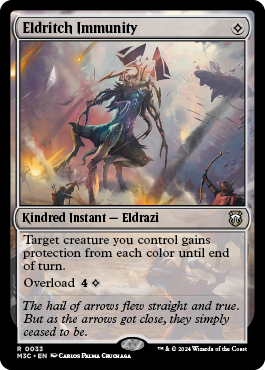 Eldritch Immunity
Kindred Instant — Eldrazi
Target creature you control gains
protection from each color until end
of turn.
Overload 4
The hail of arrows flew straight and true.
But as the arrows got close, they simply
ceased to be.
R 0033
M3C • EN Carlos Palma Cruchaga
™ & © 2024 Wizards of the Coast